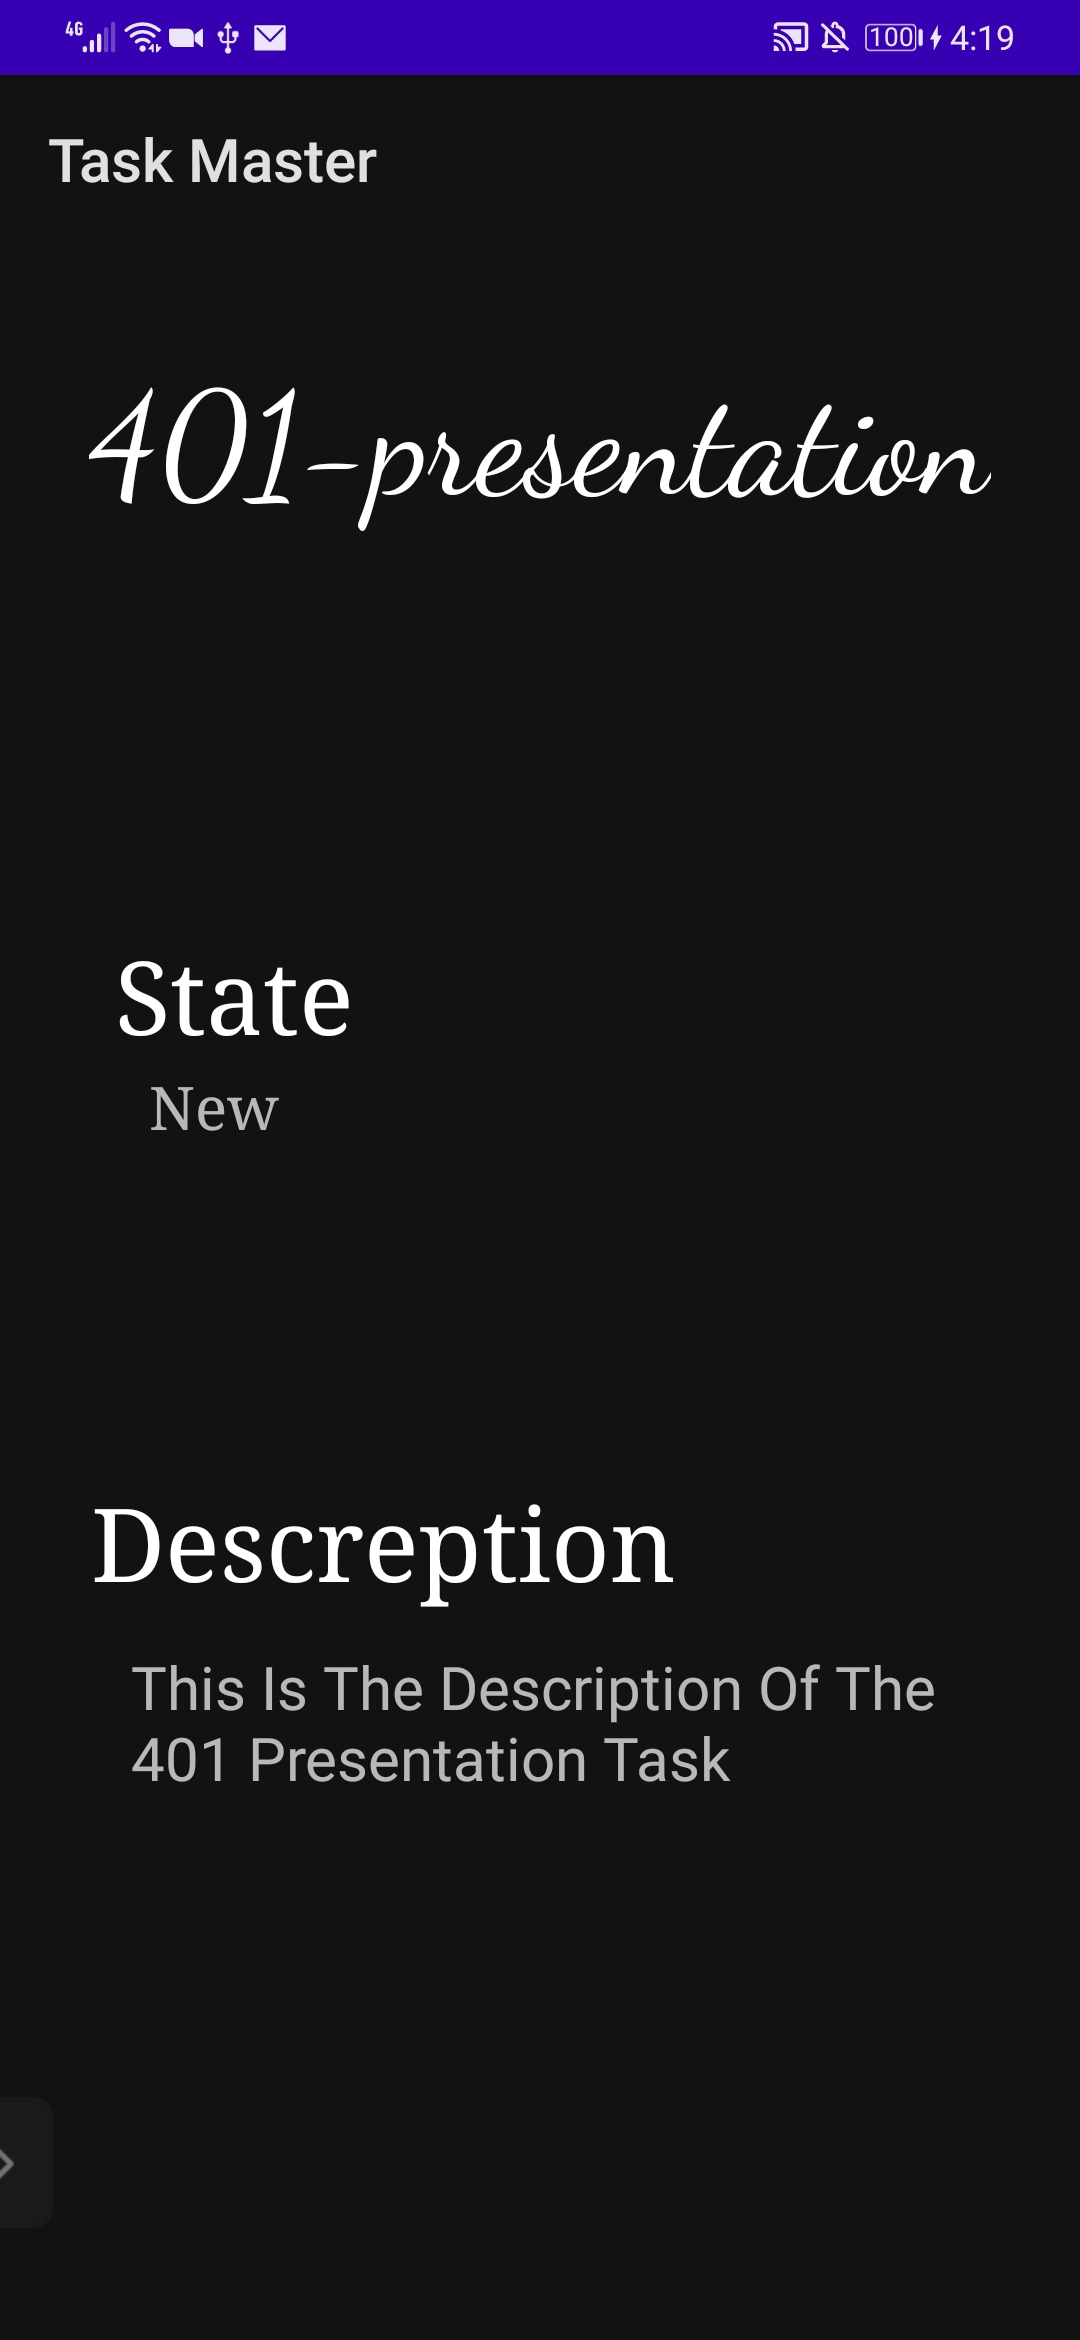 4G 100 4:19
Task Master
401-presentation
State
New
Descreption
This Is The Description Of The
401 Presentation Task